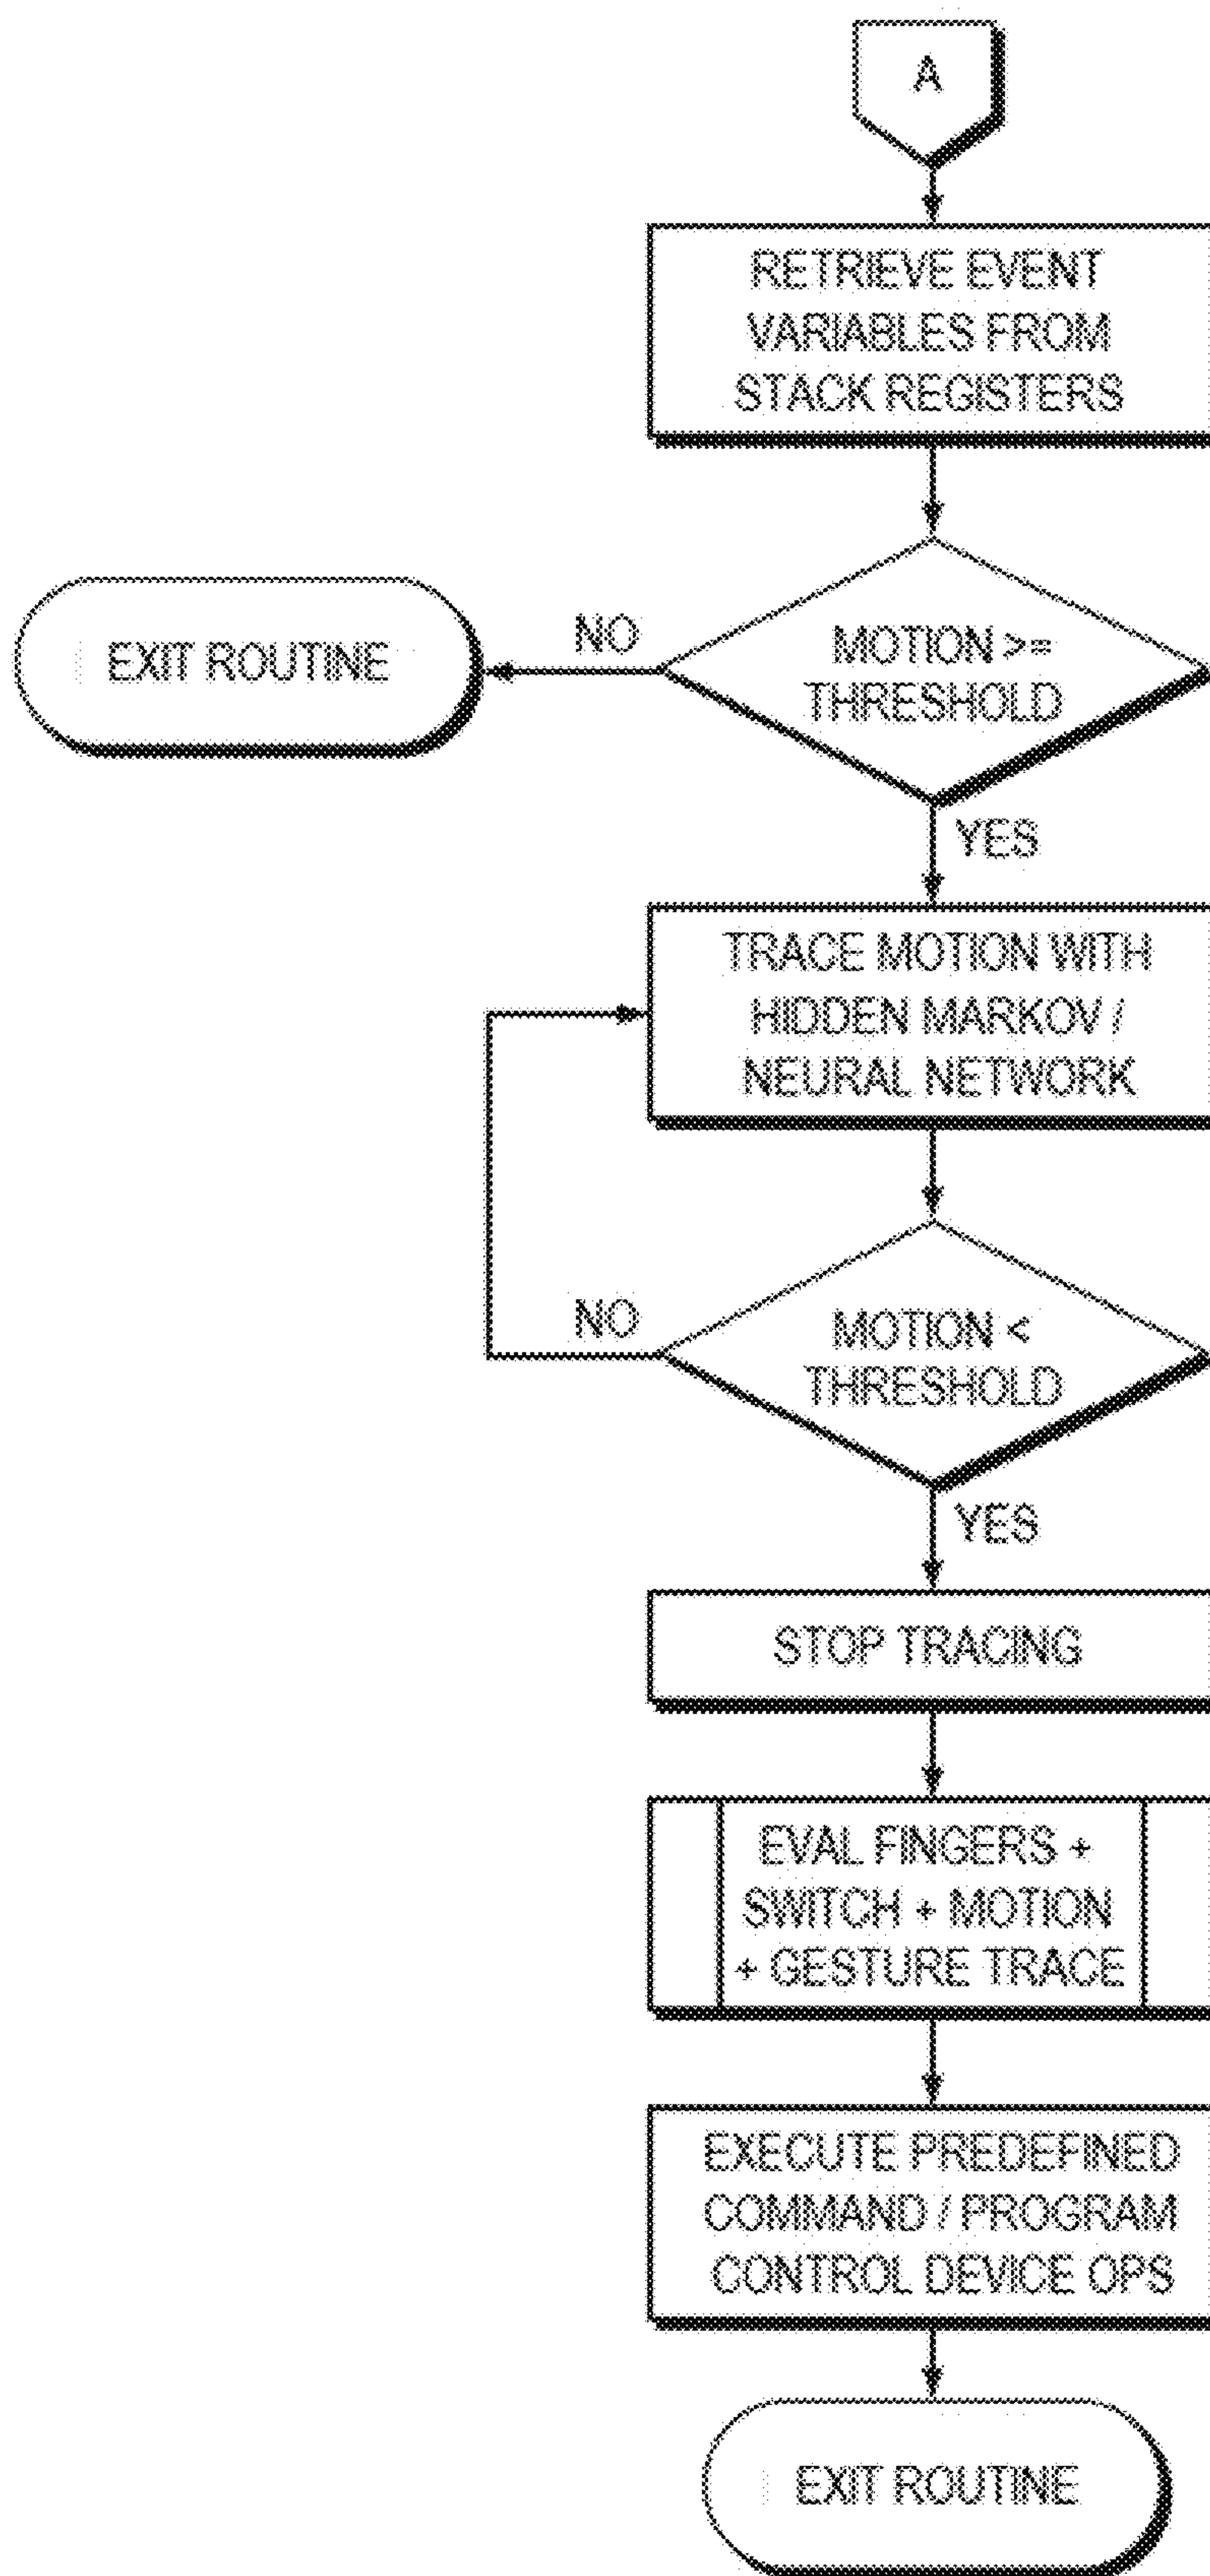 A
RETRIEVE EVENT
VARIABLES FROM
STACK REGISTERS
EXIT ROUTINE
NO
MOTION >=
THRESHOLD
YES
TRACE MOTION WITH
HIDDEN MARKOV /
NEURAL NETWORK
NO
MOTION <
THRESHOLD
YES
STOP TRACING
EVAL FINGERS +
SWITCH + MOTION
+ GESTURE TRACE
EXECUTE PREDEFINED
COMMAND / PROGRAM
CONTROL DEVICE OPS
EXIT ROUTINE